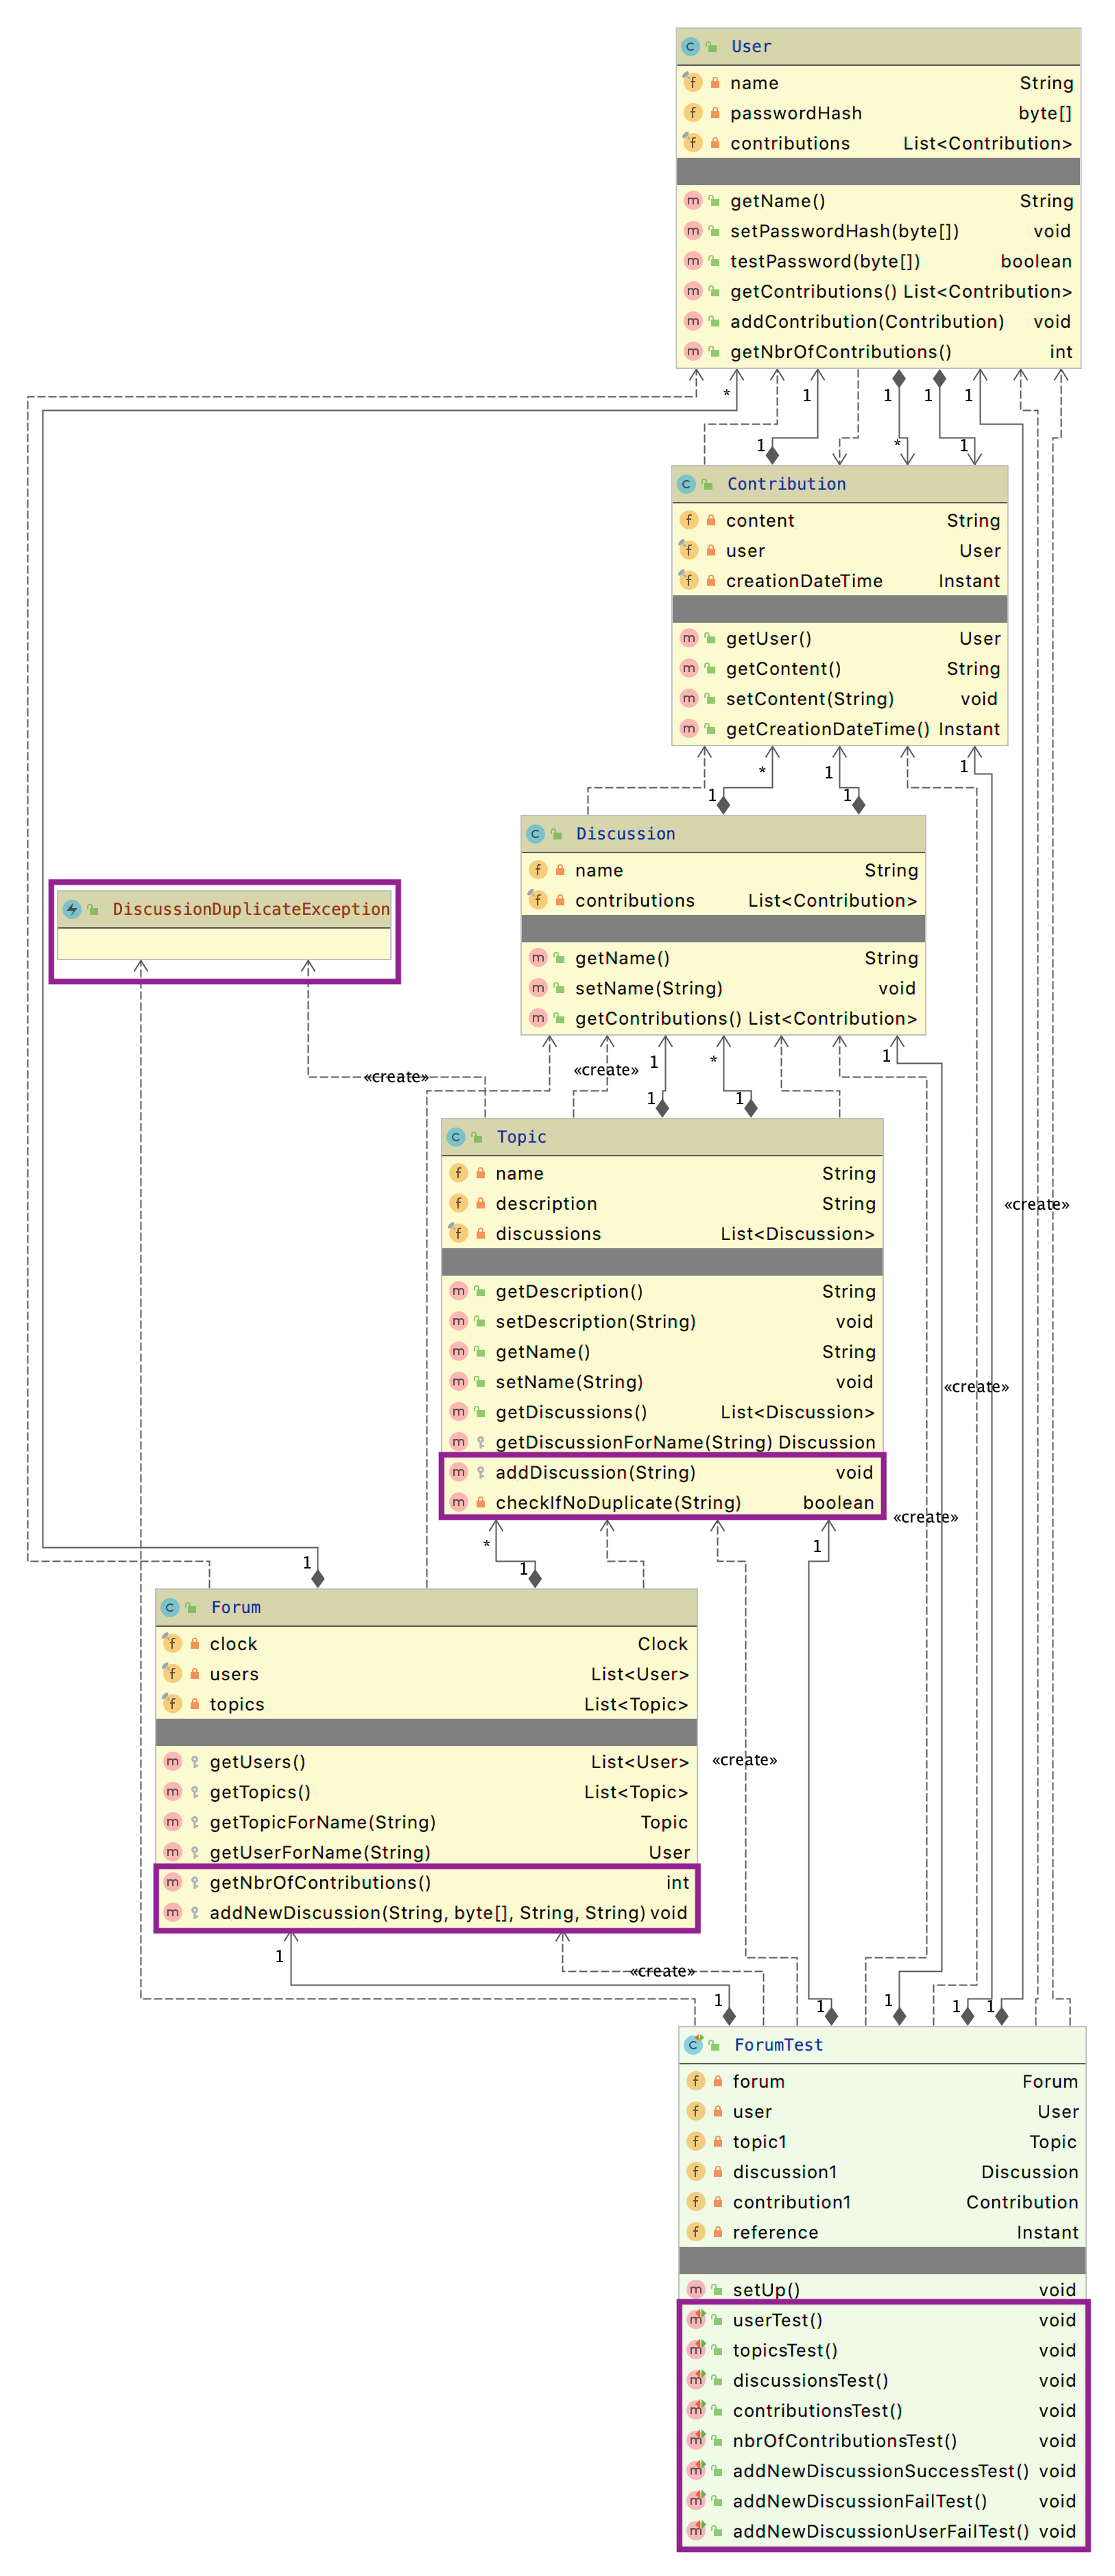 User
name String
passwordHash byte[]
contributions List<Contribution>
getName() String
setPasswordHash(byte[]) void
testPassword(byte[]) boolean
getContributions() List<Contribution>
addContribution(Contribution) void
getNbrOfContributions() int
* 1 1 1 1
1 * 1
Contribution
content String
user User
creationDateTime Instant
getUser() User
getContent() String
setContent(String) void
getCreationDateTime() Instant
* 1 1
1 1
Discussion
name String
contributions List<Contribution>
getName() String
setName(String) void
getContributions() List<Contribution>
DiscussionDuplicateException
1 * 1
«create» «create»
1 1
Topic
name String
description String
discussions List<Discussion>
getDescription() String
setDescription(String) void
getName() String
setName(String) void
getDiscussions() List<Discussion>
getDiscussionForName(String) Discussion
addDiscussion(String) void
checkIfNoDuplicate(String) boolean
«create»
«create»
«create»
* 1
1 1
Forum
clock Clock
users List<User>
topics List<Topic>
getUsers() List<User>
getTopics() List<Topic>
getTopicForName(String) Topic
getUserForName(String) User
getNbrOfContributions() int
addNewDiscussion(String, byte[], String, String) void
«create»
1
«create»
1 1 1 1 1
ForumTest
forum Forum
user User
topic1 Topic
discussion1 Discussion
contribution1 Contribution
reference Instant
setUp() void
userTest() void
topicsTest() void
discussionsTest() void
contributionsTest() void
nbrOfContributionsTest() void
addNewDiscussionSuccessTest() void
addNewDiscussionFailTest() void
addNewDiscussionUserFailTest() void